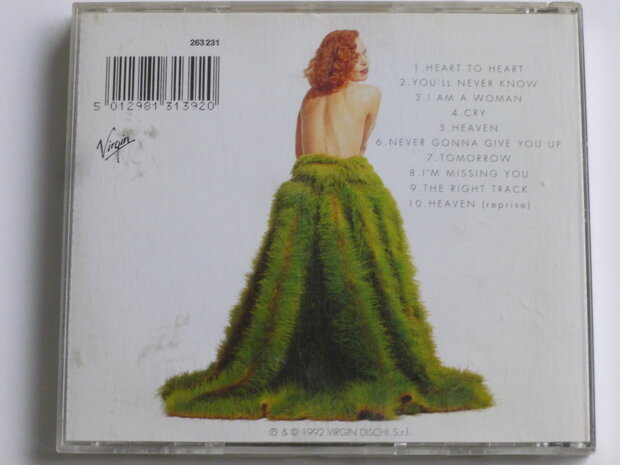 263 231
5 012981 313920
Virgin
1. HEART TO HEART
2. YOU'LL NEVER KNOW
3. I AM A WOMAN
4. CRY
5. HEAVEN
6. NEVER GONNA GIVE YOU UP
7. TOMORROW
8. I'M MISSING YOU
9. THE RIGHT TRACK
10. HEAVEN (reprise)
℗ & © 1992 VIRGIN DISCHI S.r.l.